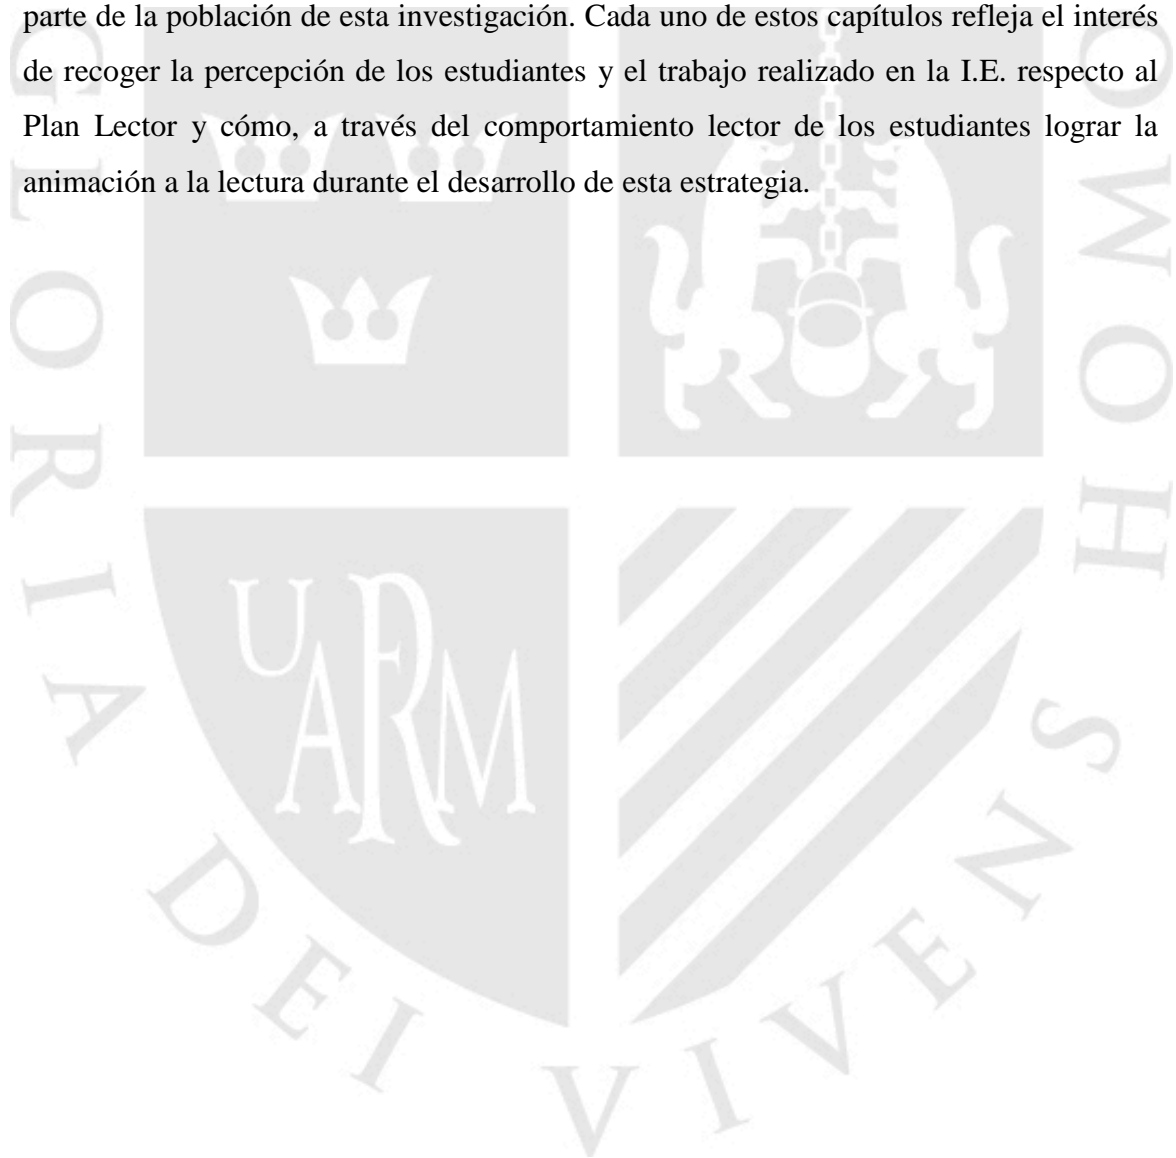 parte de la población de esta investigación. Cada uno de estos capítulos refleja el interés
de recoger la percepción de los estudiantes y el trabajo realizado en la I.E. respecto al
Plan Lector y cómo, a través del comportamiento lector de los estudiantes lograr la
animación a la lectura durante el desarrollo de esta estrategia.
GLORIA DEI VIVENS HOMO
UARM